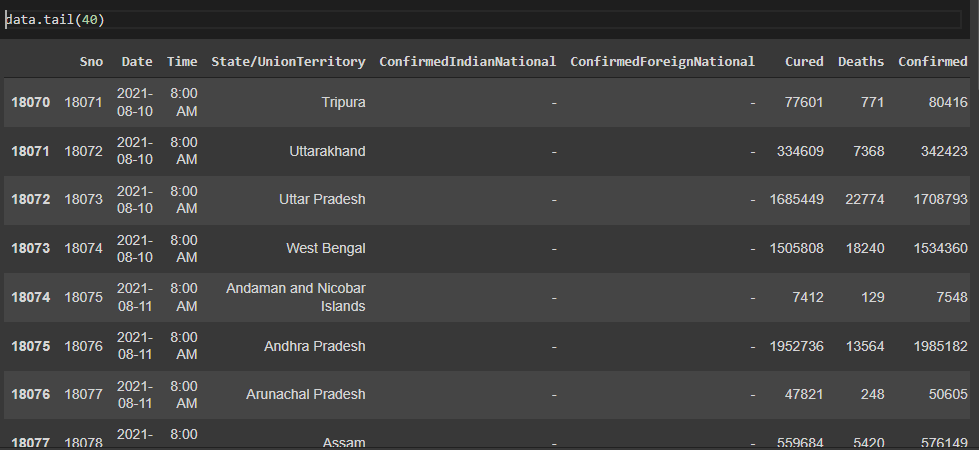 data.tail(40)
Sno Date Time State/UnionTerritory ConfirmedIndianNational ConfirmedForeignNational Cured Deaths Confirmed
18070 18071 2021-08-10 8:00 AM Tripura - - 77601 771 80416
18071 18072 2021-08-10 8:00 AM Uttarakhand - - 334609 7368 342423
18072 18073 2021-08-10 8:00 AM Uttar Pradesh - - 1685449 22774 1708793
18073 18074 2021-08-10 8:00 AM West Bengal - - 1505808 18240 1534360
18074 18075 2021-08-11 8:00 AM Andaman and Nicobar Islands - - 7412 129 7548
18075 18076 2021-08-11 8:00 AM Andhra Pradesh - - 1952736 13564 1985182
18076 18077 2021-08-11 8:00 AM Arunachal Pradesh - - 47821 248 50605
18077 18078 2021- 8:00 Assam - - 559684 5420 576149